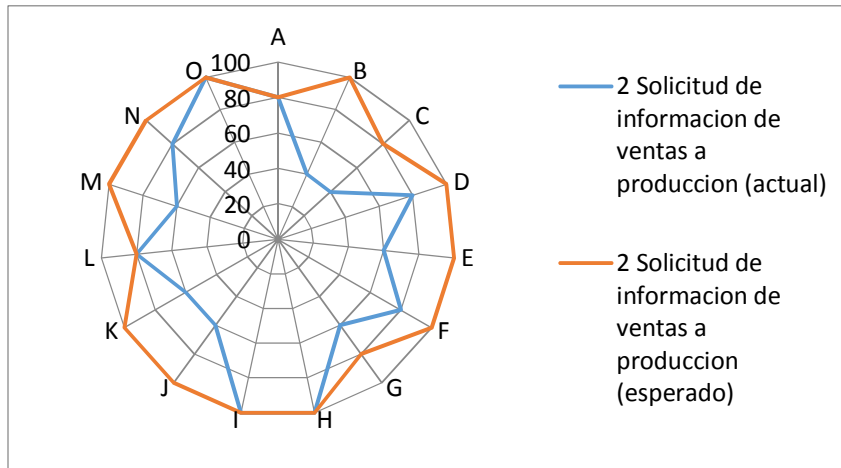 A
100
O
B
80
N
C
60
40
M
D
20
0
L
E
K
F
J
G
I
H
2 Solicitud de
informacion de
ventas a
produccion (actual)
2 Solicitud de
informacion de
ventas a
produccion
(esperado)